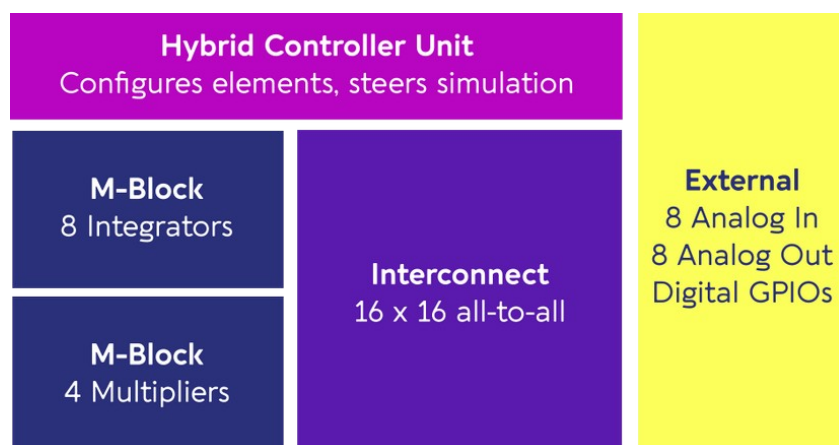 Hybrid Controller Unit
Configures elements, steers simulation
M-Block
8 Integrators
M-Block
4 Multipliers
Interconnect
16 x 16 all-to-all
External
8 Analog In
8 Analog Out
Digital GPIOs